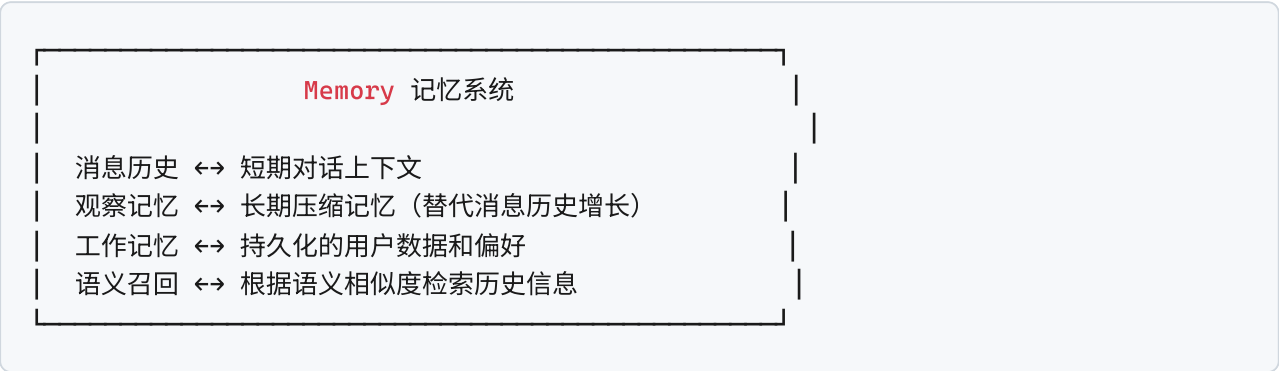 Memory 记忆系统
消息历史 ←→ 短期对话上下文
观察记忆 ←→ 长期压缩记忆（替代消息历史增长）
工作记忆 ←→ 持久化的用户数据和偏好
语义召回 ←→ 根据语义相似度检索历史信息